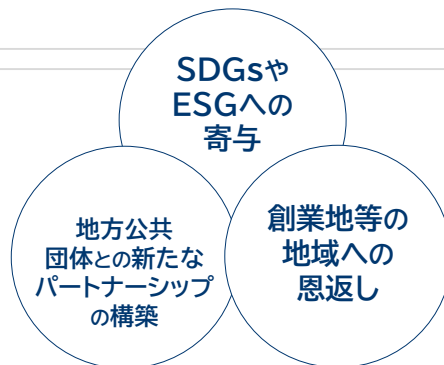 SDGsや
ESGへの
寄与
地方公共
団体との新たな
パートナーシップ
の構築
創業地等の
地域への
恩返し